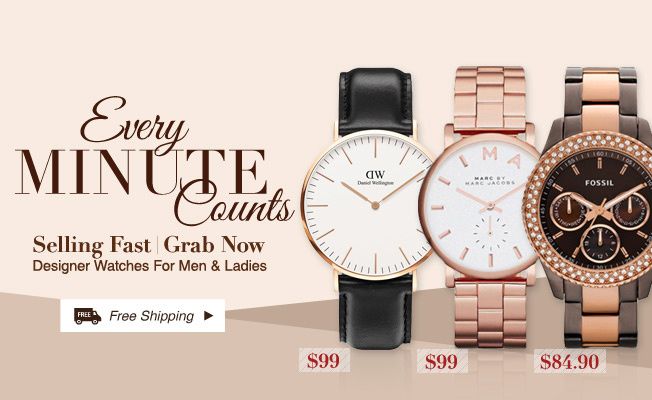 Every
MINUTE
Counts
Selling Fast | Grab Now
Designer Watches For Men & Ladies
FREE
Free Shipping
DW
Daniel Wellington
M A
MARC BY
MARC JACOBS
FOSSIL
$99
$99
$84.90